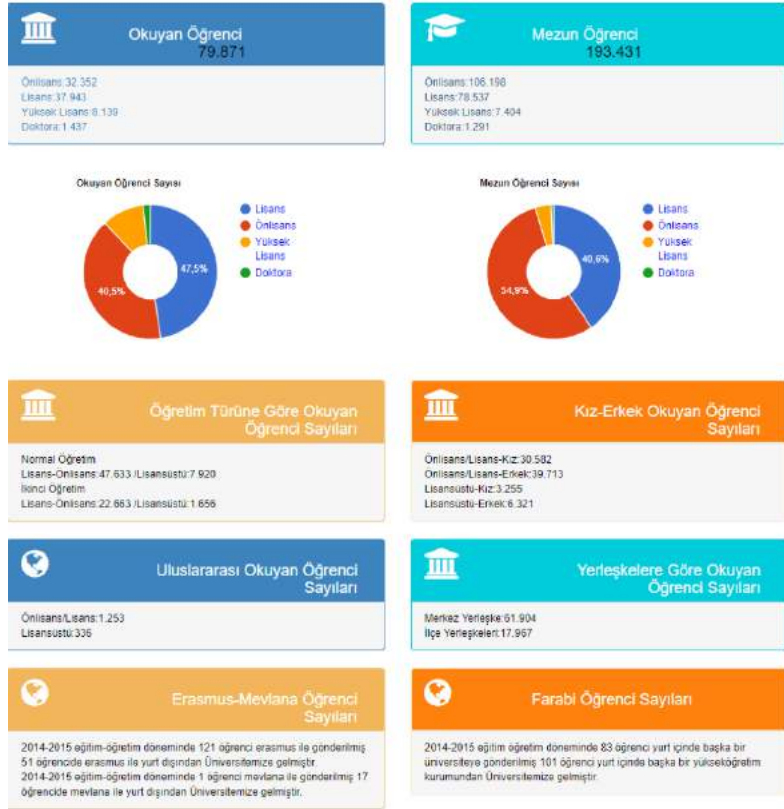 Okuyan Öğrenci
79.871
Önlisans:32.352
Lisans:37.943
Yüksek Lisans:8.139
Doktora:1.437
Mezun Öğrenci
193.431
Önlisans:106.198
Lisans:78.537
Yüksek Lisans:7.404
Doktora:1.291
Okuyan Öğrenci Sayısı
47,5%
40,5%
Lisans
Önlisans
Yüksek
Lisans
Doktora
Mezun Öğrenci Sayısı
40,6%
54,9%
Lisans
Önlisans
Yüksek
Lisans
Doktora
Öğretim Türüne Göre Okuyan
Öğrenci Sayıları
Normal Öğretim
Lisans-Önlisans:47.633 /Lisansüstü:7.920
İkinci Öğretim
Lisans-Önlisans:22.663 /Lisansüstü:1.656
Kız-Erkek Okuyan Öğrenci
Sayıları
Önlisans/Lisans-Kız:30.582
Önlisans/Lisans-Erkek:39.713
Lisansüstü-Kız:3.255
Lisansüstü-Erkek:6.321
Uluslararası Okuyan Öğrenci
Sayıları
Önlisans/Lisans:1.253
Lisansüstü:336
Yerleşkelere Göre Okuyan
Öğrenci Sayıları
Merkez Yerleşke:61.904
İlçe Yerleşkeleri:17.967
Erasmus-Mevlana Öğrenci
Sayıları
2014-2015 eğitim-öğretim döneminde 121 öğrenci erasmus ile gönderilmiş
51 öğrencide erasmus ile yurt dışından Üniversitemize gelmiştir.
2014-2015 eğitim-öğretim döneminde 1 öğrenci mevlana ile gönderilmiş 17
öğrencide mevlana ile yurt dışından Üniversitemize gelmiştir.
Farabi Öğrenci Sayıları
2014-2015 eğitim öğretim döneminde 83 öğrenci yurt içinde başka bir
üniversiteye gönderilmiş 101 öğrenci yurt içinde başka bir yükseköğretim
kurumundan Üniversitemize gelmiştir.